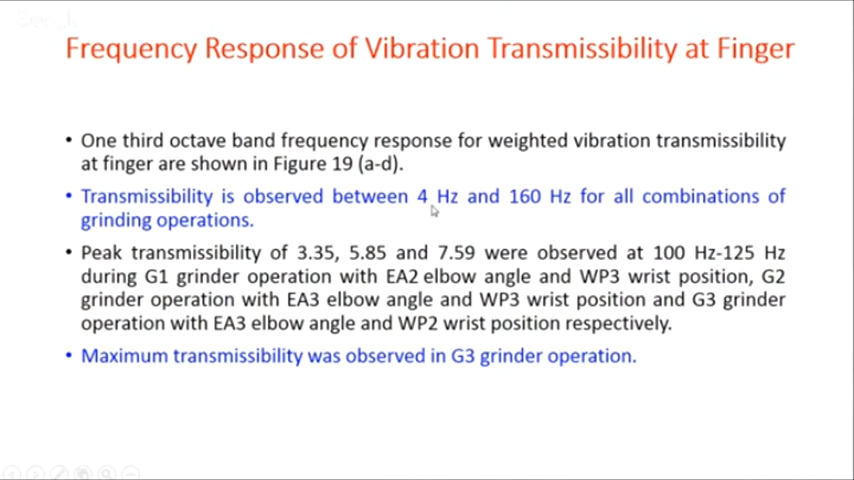 Frequency Response of Vibration Transmissibility at Finger
• One third octave band frequency response for weighted vibration transmissibility
at finger are shown in Figure 19 (a-d).
• Transmissibility is observed between 4 Hz and 160 Hz for all combinations of
grinding operations.
• Peak transmissibility of 3.35, 5.85 and 7.59 were observed at 100 Hz-125 Hz
during G1 grinder operation with EA2 elbow angle and WP3 wrist position, G2
grinder operation with EA3 elbow angle and WP3 wrist position and G3 grinder
operation with EA3 elbow angle and WP2 wrist position respectively.
• Maximum transmissibility was observed in G3 grinder operation.